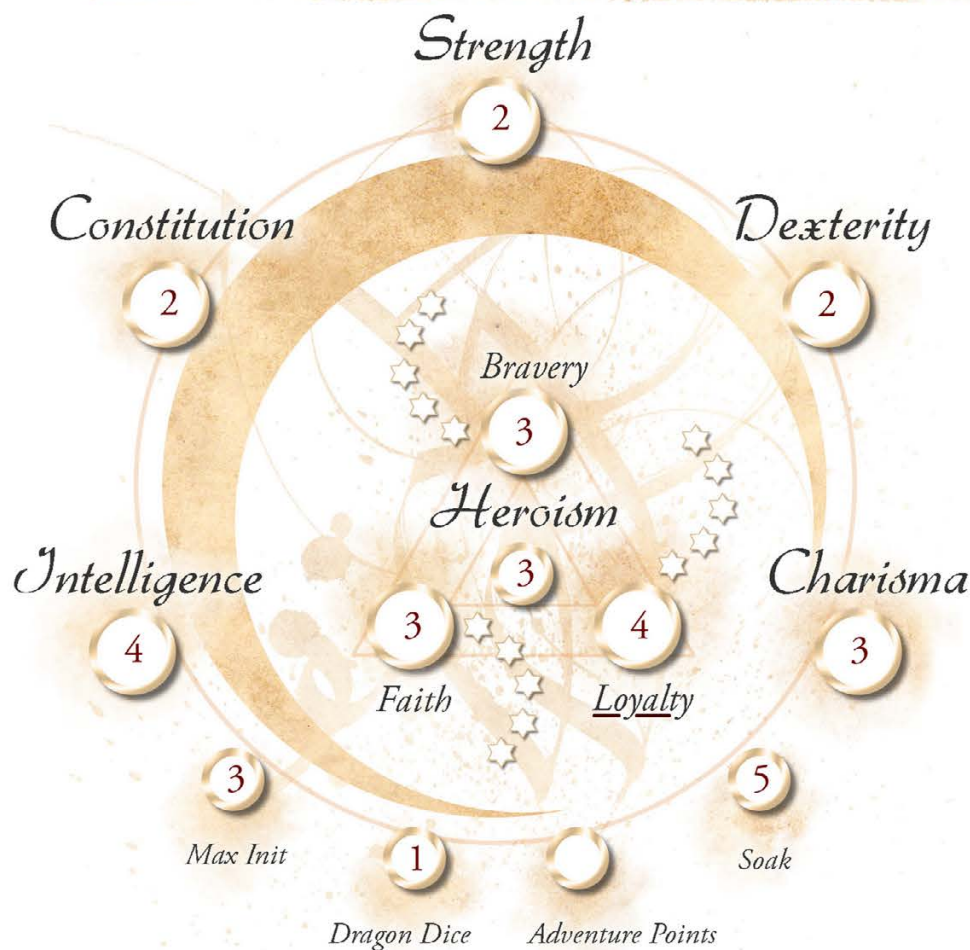 Strength
2
Constitution
Dexterity
2
2
Bravery
3
Heroism
3
Intelligence
Charisma
4
3
4
3
Faith
Loyalty
3
5
Max Init
Soak
1
Dragon Dice
Adventure Points